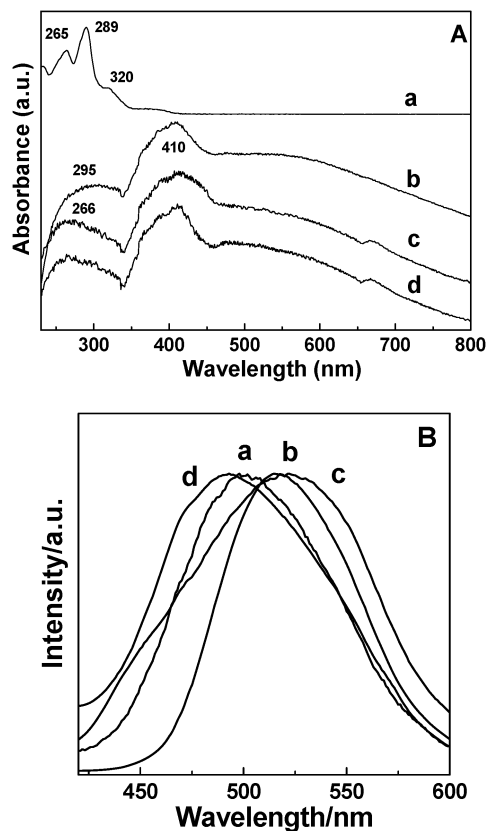 A
265
289
320
a
410
295
266
b
c
d
Absorbance (a.u.)
300 400 500 600 700 800
Wavelength (nm)
B
d a b c
Intensity/a.u.
450 500 550 600
Wavelength/nm